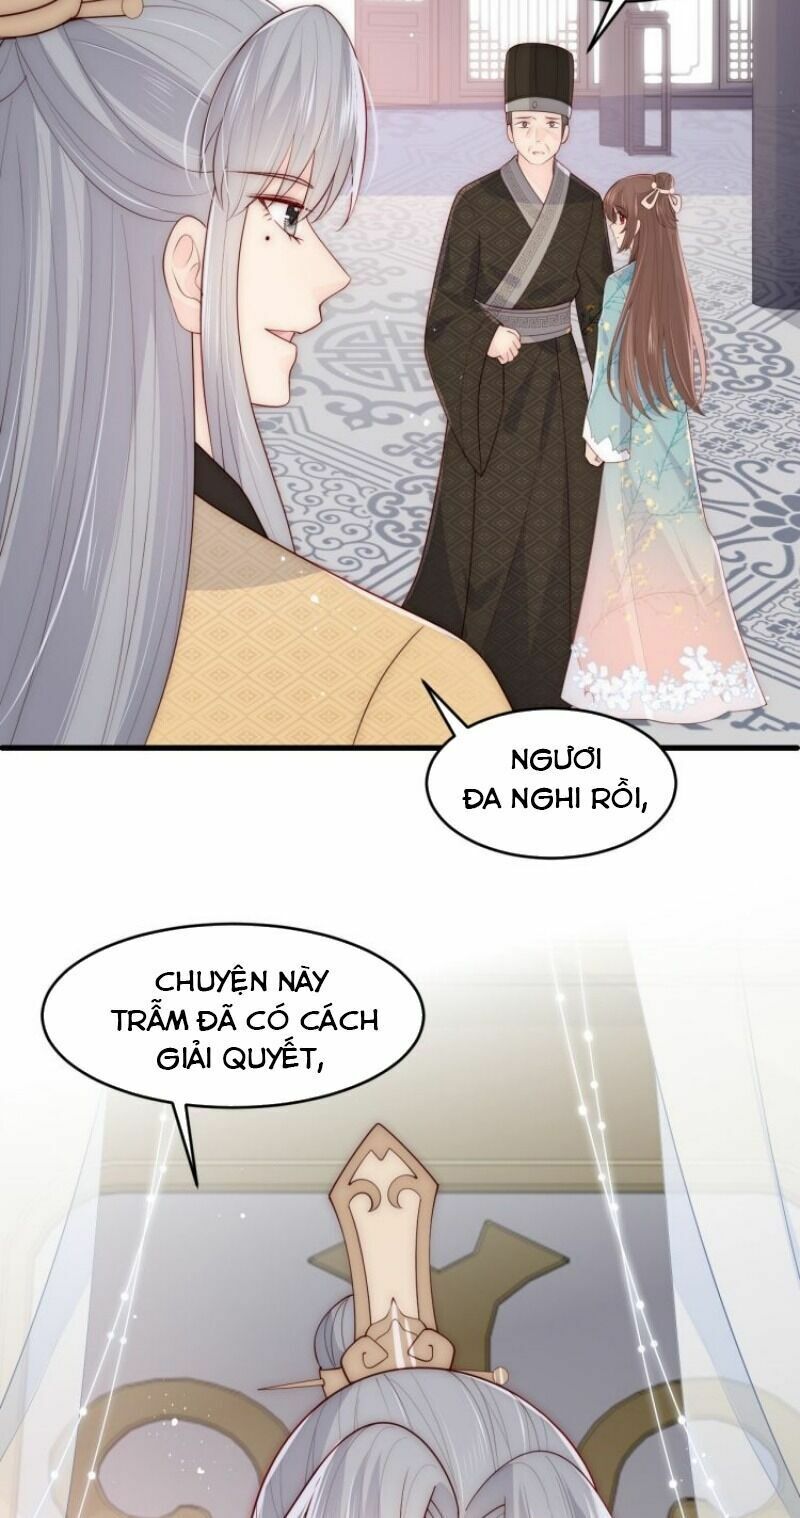 NGƯƠI
ĐA NGHI RỒI,
CHUYỆN NÀY
TRẪM ĐÃ CÓ CÁCH
GIẢI QUYẾT,